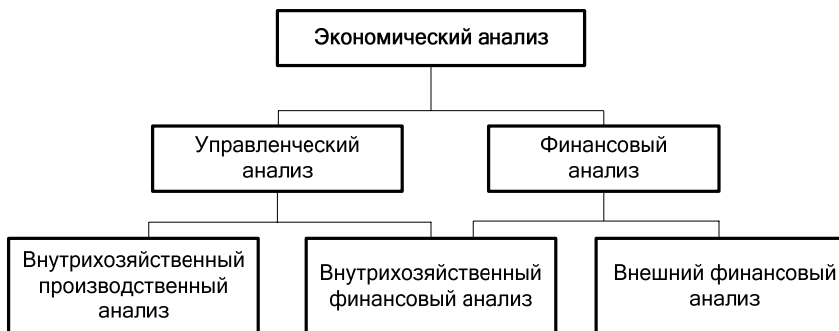 Экономический анализ
Управленческий
анализ
Финансовый
анализ
Внутрихозяйственный
производственный
анализ
Внутрихозяйственный
финансовый анализ
Внешний финансовый
анализ